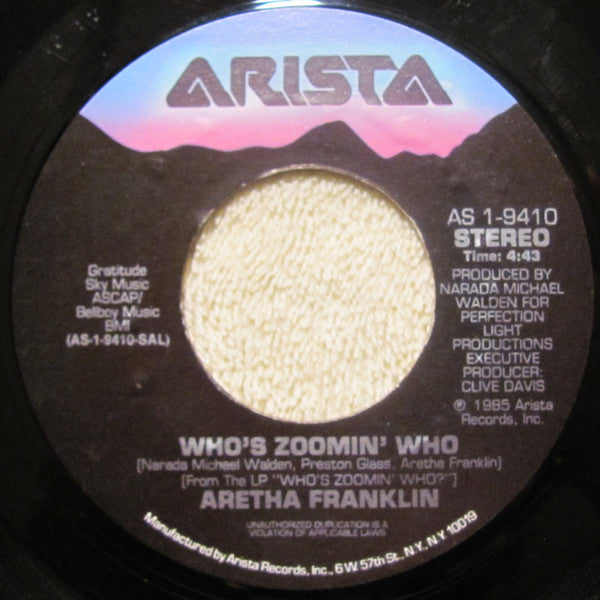 ARISTA
AS 1-9410
STEREO
Time: 4:43
PRODUCED BY
NARADA MICHAEL
WALDEN FOR
PERFECTION
LIGHT
PRODUCTIONS
EXECUTIVE
PRODUCER:
CLIVE DAVIS
℗ 1985 Arista
Records, Inc.
Gratitude
Sky Music
ASCAP/
Bellboy Music
BMI
(AS-1-9410-SAL)
WHO'S ZOOMIN' WHO
(Narada Michael Walden, Preston Glass, Aretha Franklin)
(From The LP "WHO'S ZOOMIN' WHO?")
ARETHA FRANKLIN
UNAUTHORIZED DUPLICATION IS A
VIOLATION OF APPLICABLE LAWS
Manufactured by Arista Records, Inc., 6 W. 57th St., N.Y., N.Y. 10019